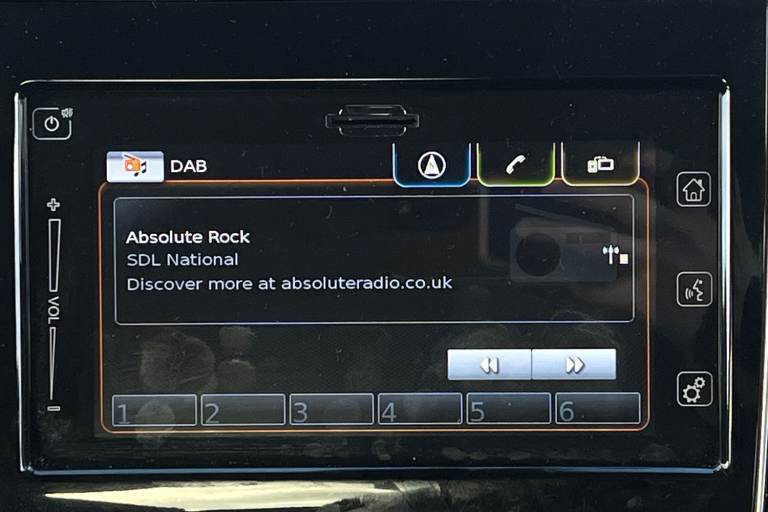 DAB
Absolute Rock
SDL National
Discover more at absoluteradio.co.uk
VOL
1 2 3 4 5 6